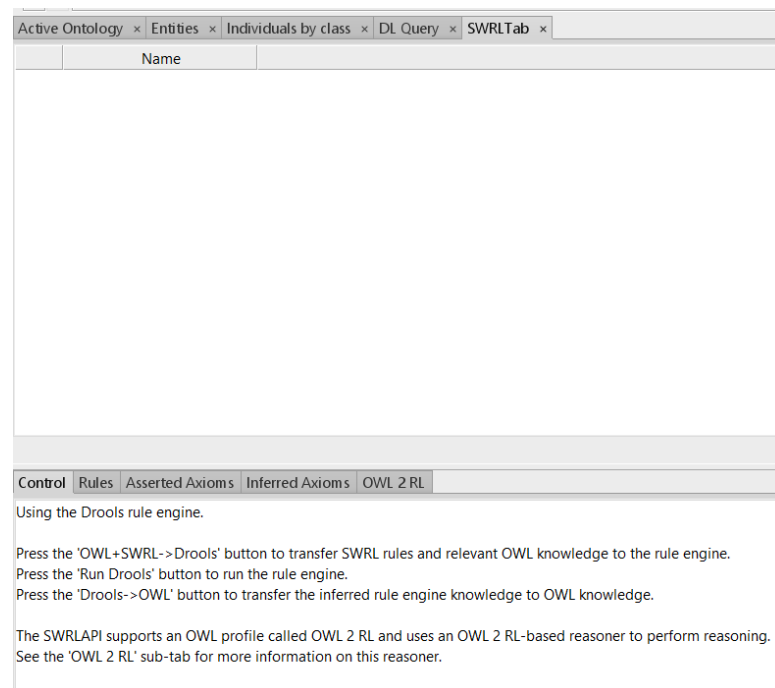 Active Ontology × Entities × Individuals by class × DL Query × SWRLTab ×
Name
Control Rules Asserted Axioms Inferred Axioms OWL 2 RL
Using the Drools rule engine.
Press the 'OWL+SWRL->Drools' button to transfer SWRL rules and relevant OWL knowledge to the rule engine.
Press the 'Run Drools' button to run the rule engine.
Press the 'Drools->OWL' button to transfer the inferred rule engine knowledge to OWL knowledge.
The SWRLAPI supports an OWL profile called OWL 2 RL and uses an OWL 2 RL-based reasoner to perform reasoning.
See the 'OWL 2 RL' sub-tab for more information on this reasoner.